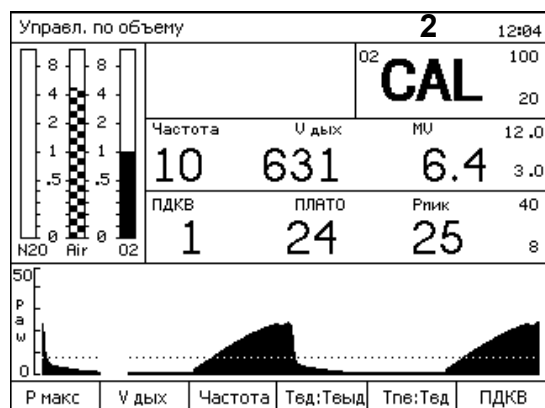 Управл. по объему 2 12:04
O2 CAL 100
20
8 8
4 4
2 2
1 1
.5 .5
0 0
N2O Air O2
Частота V дых MV 12.0
10 631 6.4 3.0
ПДКВ ПЛАТО Pпик 40
1 24 25 8
50
Paw
0
P макс V дых Частота Tвд:Tвыд Tпв:Tвд ПДКВ